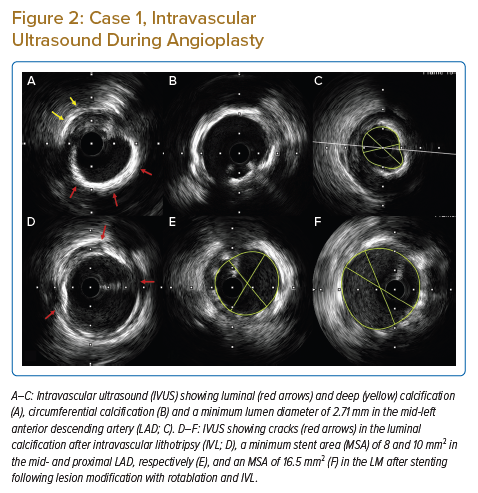 Figure 2: Case 1, Intravascular
Ultrasound During Angioplasty
A
B
C
D
E
F
A–C: Intravascular ultrasound (IVUS) showing luminal (red arrows) and deep (yellow) calcification
(A), circumferential calcification (B) and a minimum lumen diameter of 2.71 mm in the mid-left
anterior descending artery (LAD; C). D–F: IVUS showing cracks (red arrows) in the luminal
calcification after intravascular lithotripsy (IVL; D), a minimum stent area (MSA) of 8 and 10 mm² in
the mid- and proximal LAD, respectively (E), and an MSA of 16.5 mm² (F) in the LM after stenting
following lesion modification with rotablation and IVL.